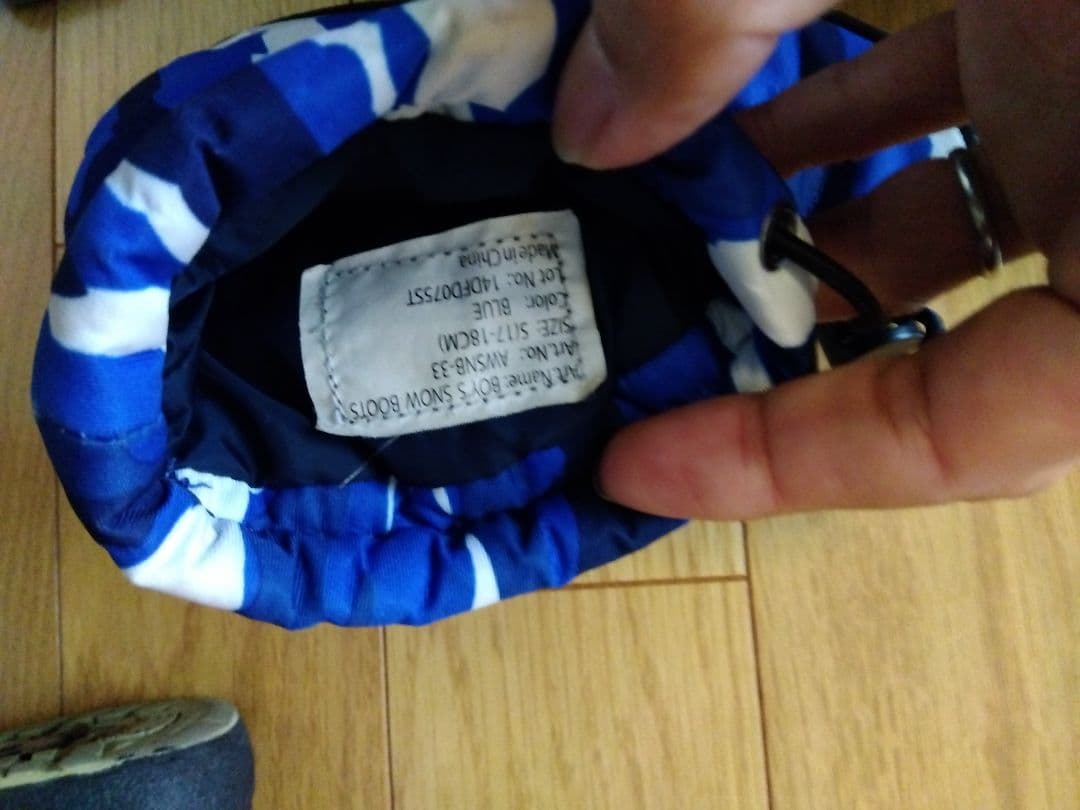 Art.Name: BOY'S SNOW BOOTS
Art.No.: AWSNB-33
SIZE: S(17-18CM)
Color: BLUE
Lot No.: 14DFD075ST
Made in China